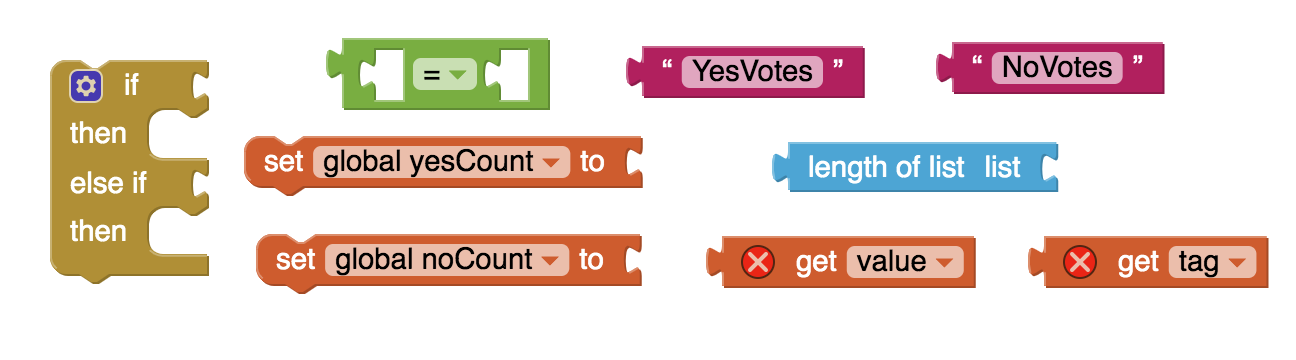 if
then
else if
then
=
“ YesVotes ”
“ NoVotes ”
set global yesCount to
length of list list
set global noCount to
get value
get tag